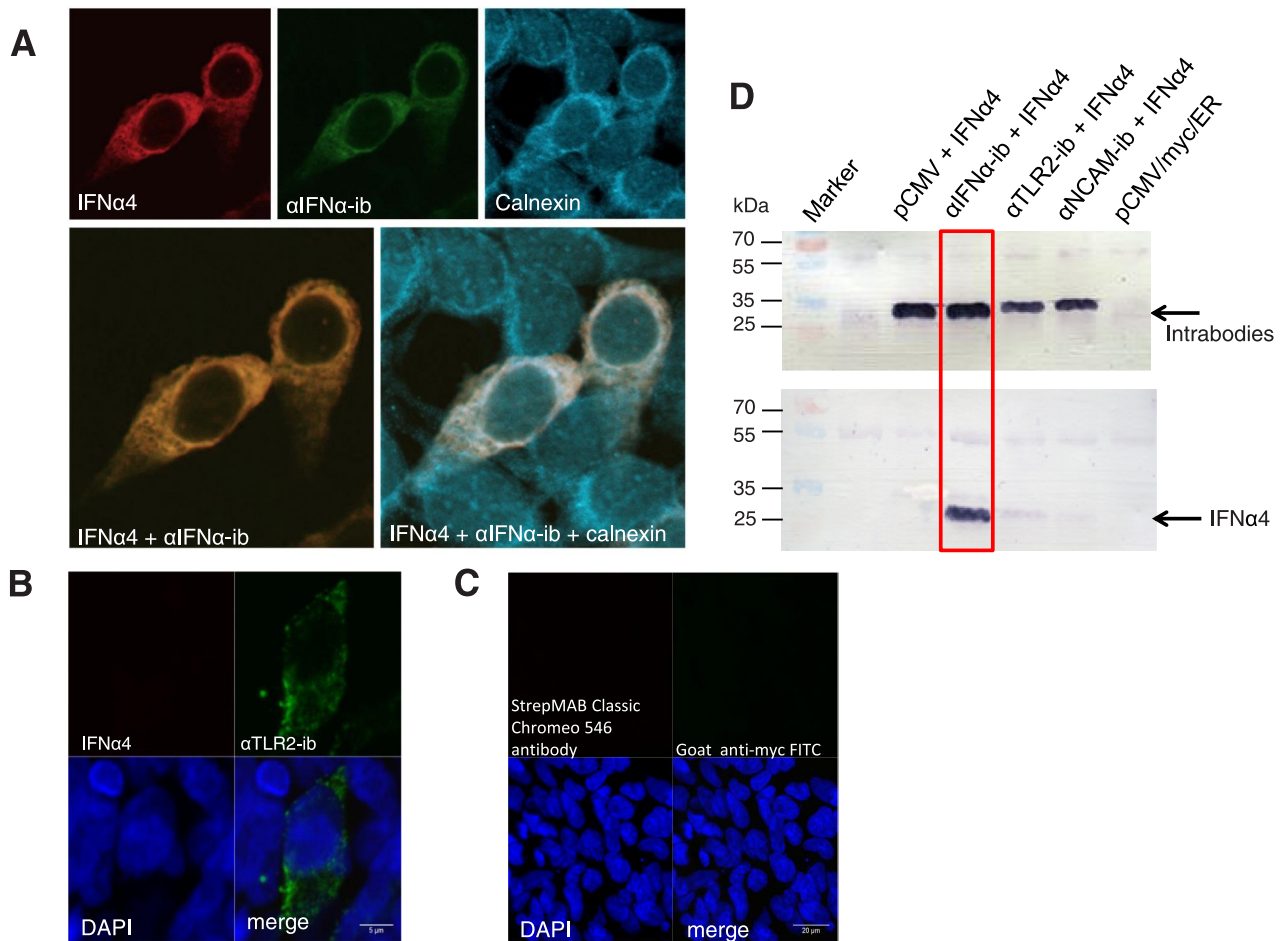 A
IFNα4
αIFNα-ib
Calnexin
IFNα4 + αIFNα-ib
IFNα4 + αIFNα-ib + calnexin
B
IFNα4
αTLR2-ib
DAPI
merge
5 µm
C
StrepMAB Classic
Chromeo 546
antibody
Goat anti-myc FITC
DAPI
merge
20 µm
D
kDa
Marker
pCMV + IFNα4
αIFNα-ib + IFNα4
αTLR2-ib + IFNα4
αNCAM-ib + IFNα4
pCMV/myc/ER
70
55
35
25
Intrabodies
70
55
35
25
IFNα4